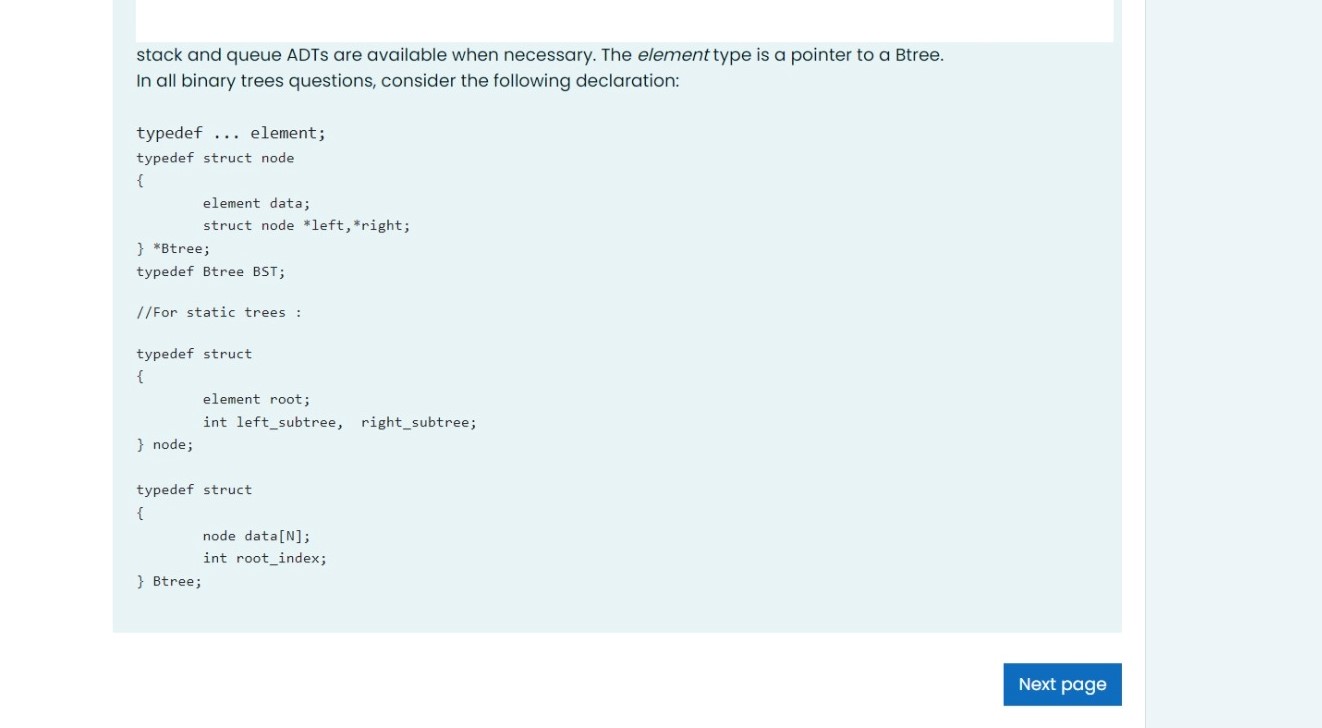 stack and queue ADTs are available when necessary. The element type is a pointer to a Btree.
In all binary trees questions, consider the following declaration:
typedef ... element;
typedef struct node
{
element data;
struct node *left,*right;
} *Btree;
typedef Btree BST;
//For static trees :
typedef struct
{
element root;
int left_subtree, right_subtree;
} node;
typedef struct
{
node data[N];
int root_index;
} Btree;
Next page